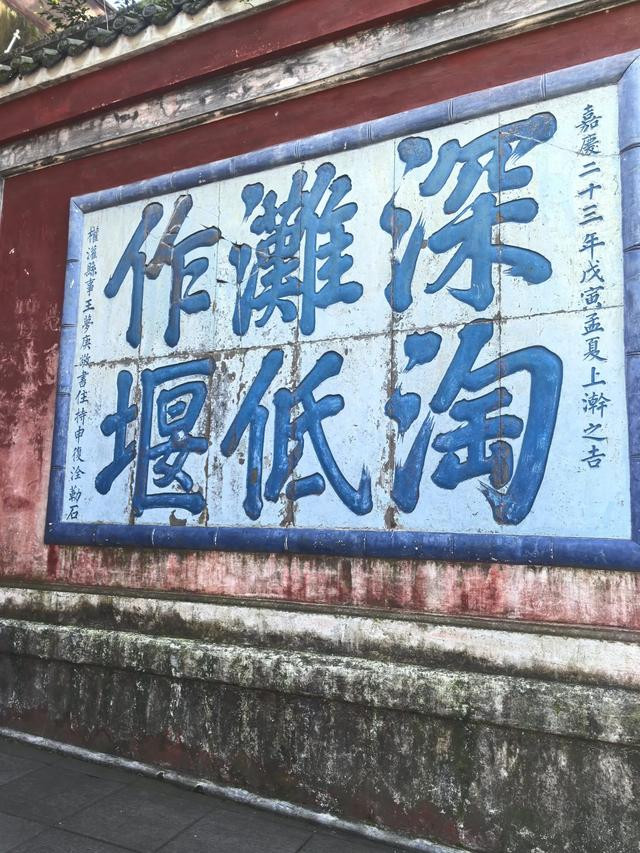 嘉慶二十三年戊寅孟夏上澣之吉
深淘
灘低
作堰
權灌縣事王夢庚敬書住持申復淦勒石